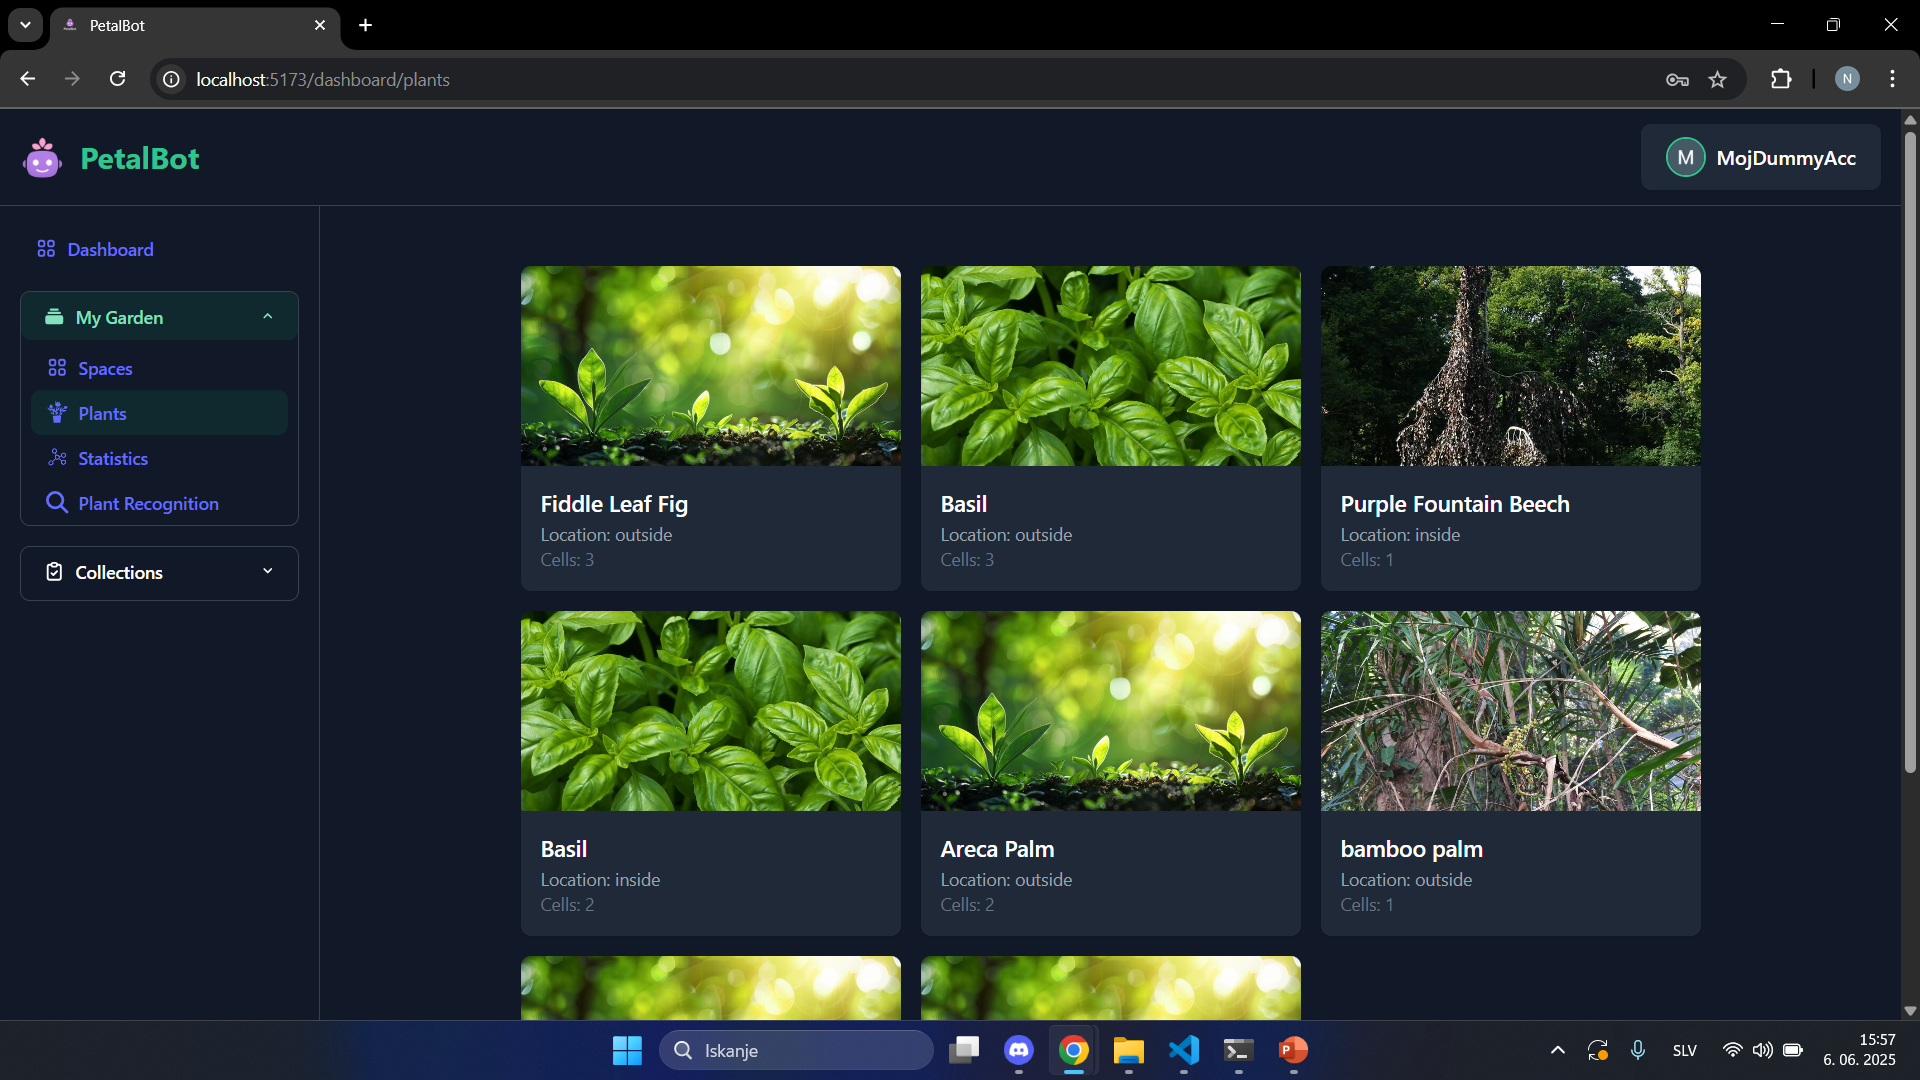 PetalBot
localhost:5173/dashboard/plants
N
PetalBot
M MojDummyAcc
Dashboard
My Garden
Spaces
Plants
Statistics
Plant Recognition
Collections
Fiddle Leaf Fig
Location: outside
Cells: 3
Basil
Location: outside
Cells: 3
Purple Fountain Beech
Location: inside
Cells: 1
Basil
Location: inside
Cells: 2
Areca Palm
Location: outside
Cells: 2
bamboo palm
Location: outside
Cells: 1
Iskanje
P
SLV
15:57
6. 06. 2025